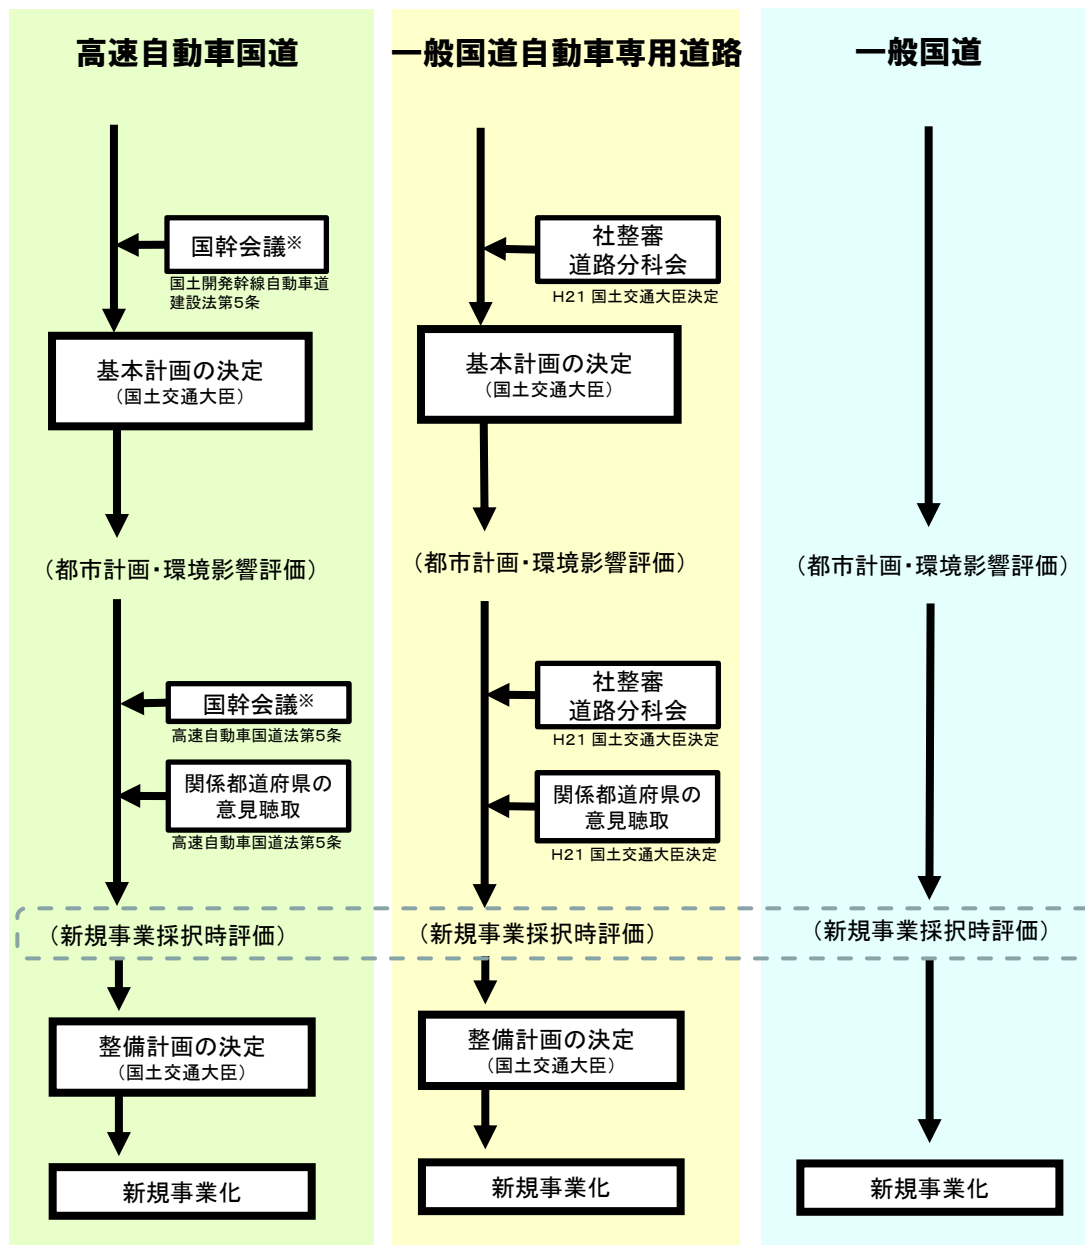 高速自動車国道
国幹会議※
国土開発幹線自動車道
建設法第5条
基本計画の決定
（国土交通大臣）
（都市計画・環境影響評価）
国幹会議※
高速自動車国道法第5条
関係都道府県の
意見聴取
高速自動車国道法第5条
（新規事業採択時評価）
整備計画の決定
（国土交通大臣）
新規事業化
一般国道自動車専用道路
社整審
道路分科会
H21 国土交通大臣決定
基本計画の決定
（国土交通大臣）
（都市計画・環境影響評価）
社整審
道路分科会
H21 国土交通大臣決定
関係都道府県の
意見聴取
H21 国土交通大臣決定
（新規事業採択時評価）
整備計画の決定
（国土交通大臣）
新規事業化
一般国道
（都市計画・環境影響評価）
（新規事業採択時評価）
新規事業化